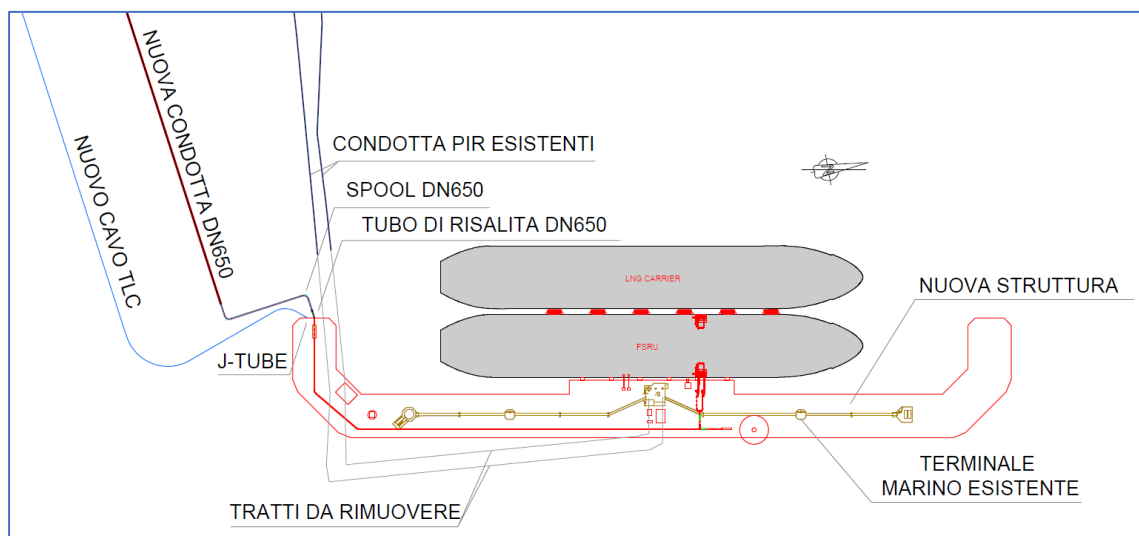 NUOVA CONDOTTA DN650
NUOVO CAVO TLC
CONDOTTA PIR ESISTENTI
SPOOL DN650
TUBO DI RISALITA DN650
LNG CARRIER
NUOVA STRUTTURA
FSRU
J-TUBE
TERMINALE
MARINO ESISTENTE
TRATTI DA RIMUOVERE